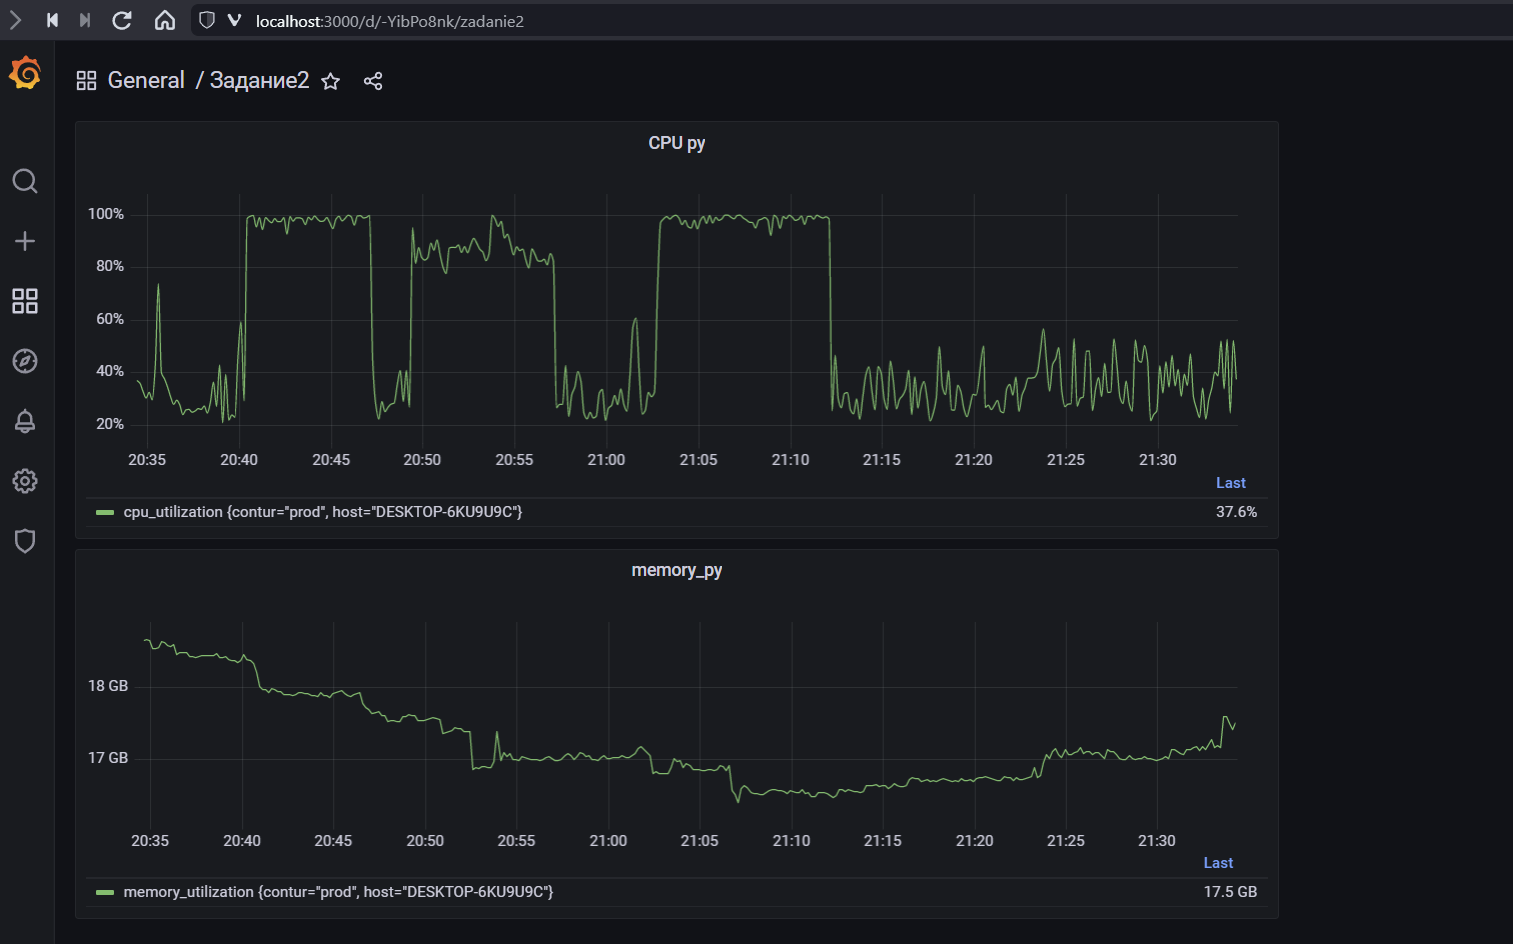 localhost:3000/d/-YibPo8nk/zadanie2
General / Задание2
CPU py
100%
80%
60%
40%
20%
20:35 20:40 20:45 20:50 20:55 21:00 21:05 21:10 21:15 21:20 21:25 21:30
Last
cpu_utilization {contur="prod", host="DESKTOP-6KU9U9C"} 37.6%
memory_py
18 GB
17 GB
20:35 20:40 20:45 20:50 20:55 21:00 21:05 21:10 21:15 21:20 21:25 21:30
Last
memory_utilization {contur="prod", host="DESKTOP-6KU9U9C"} 17.5 GB